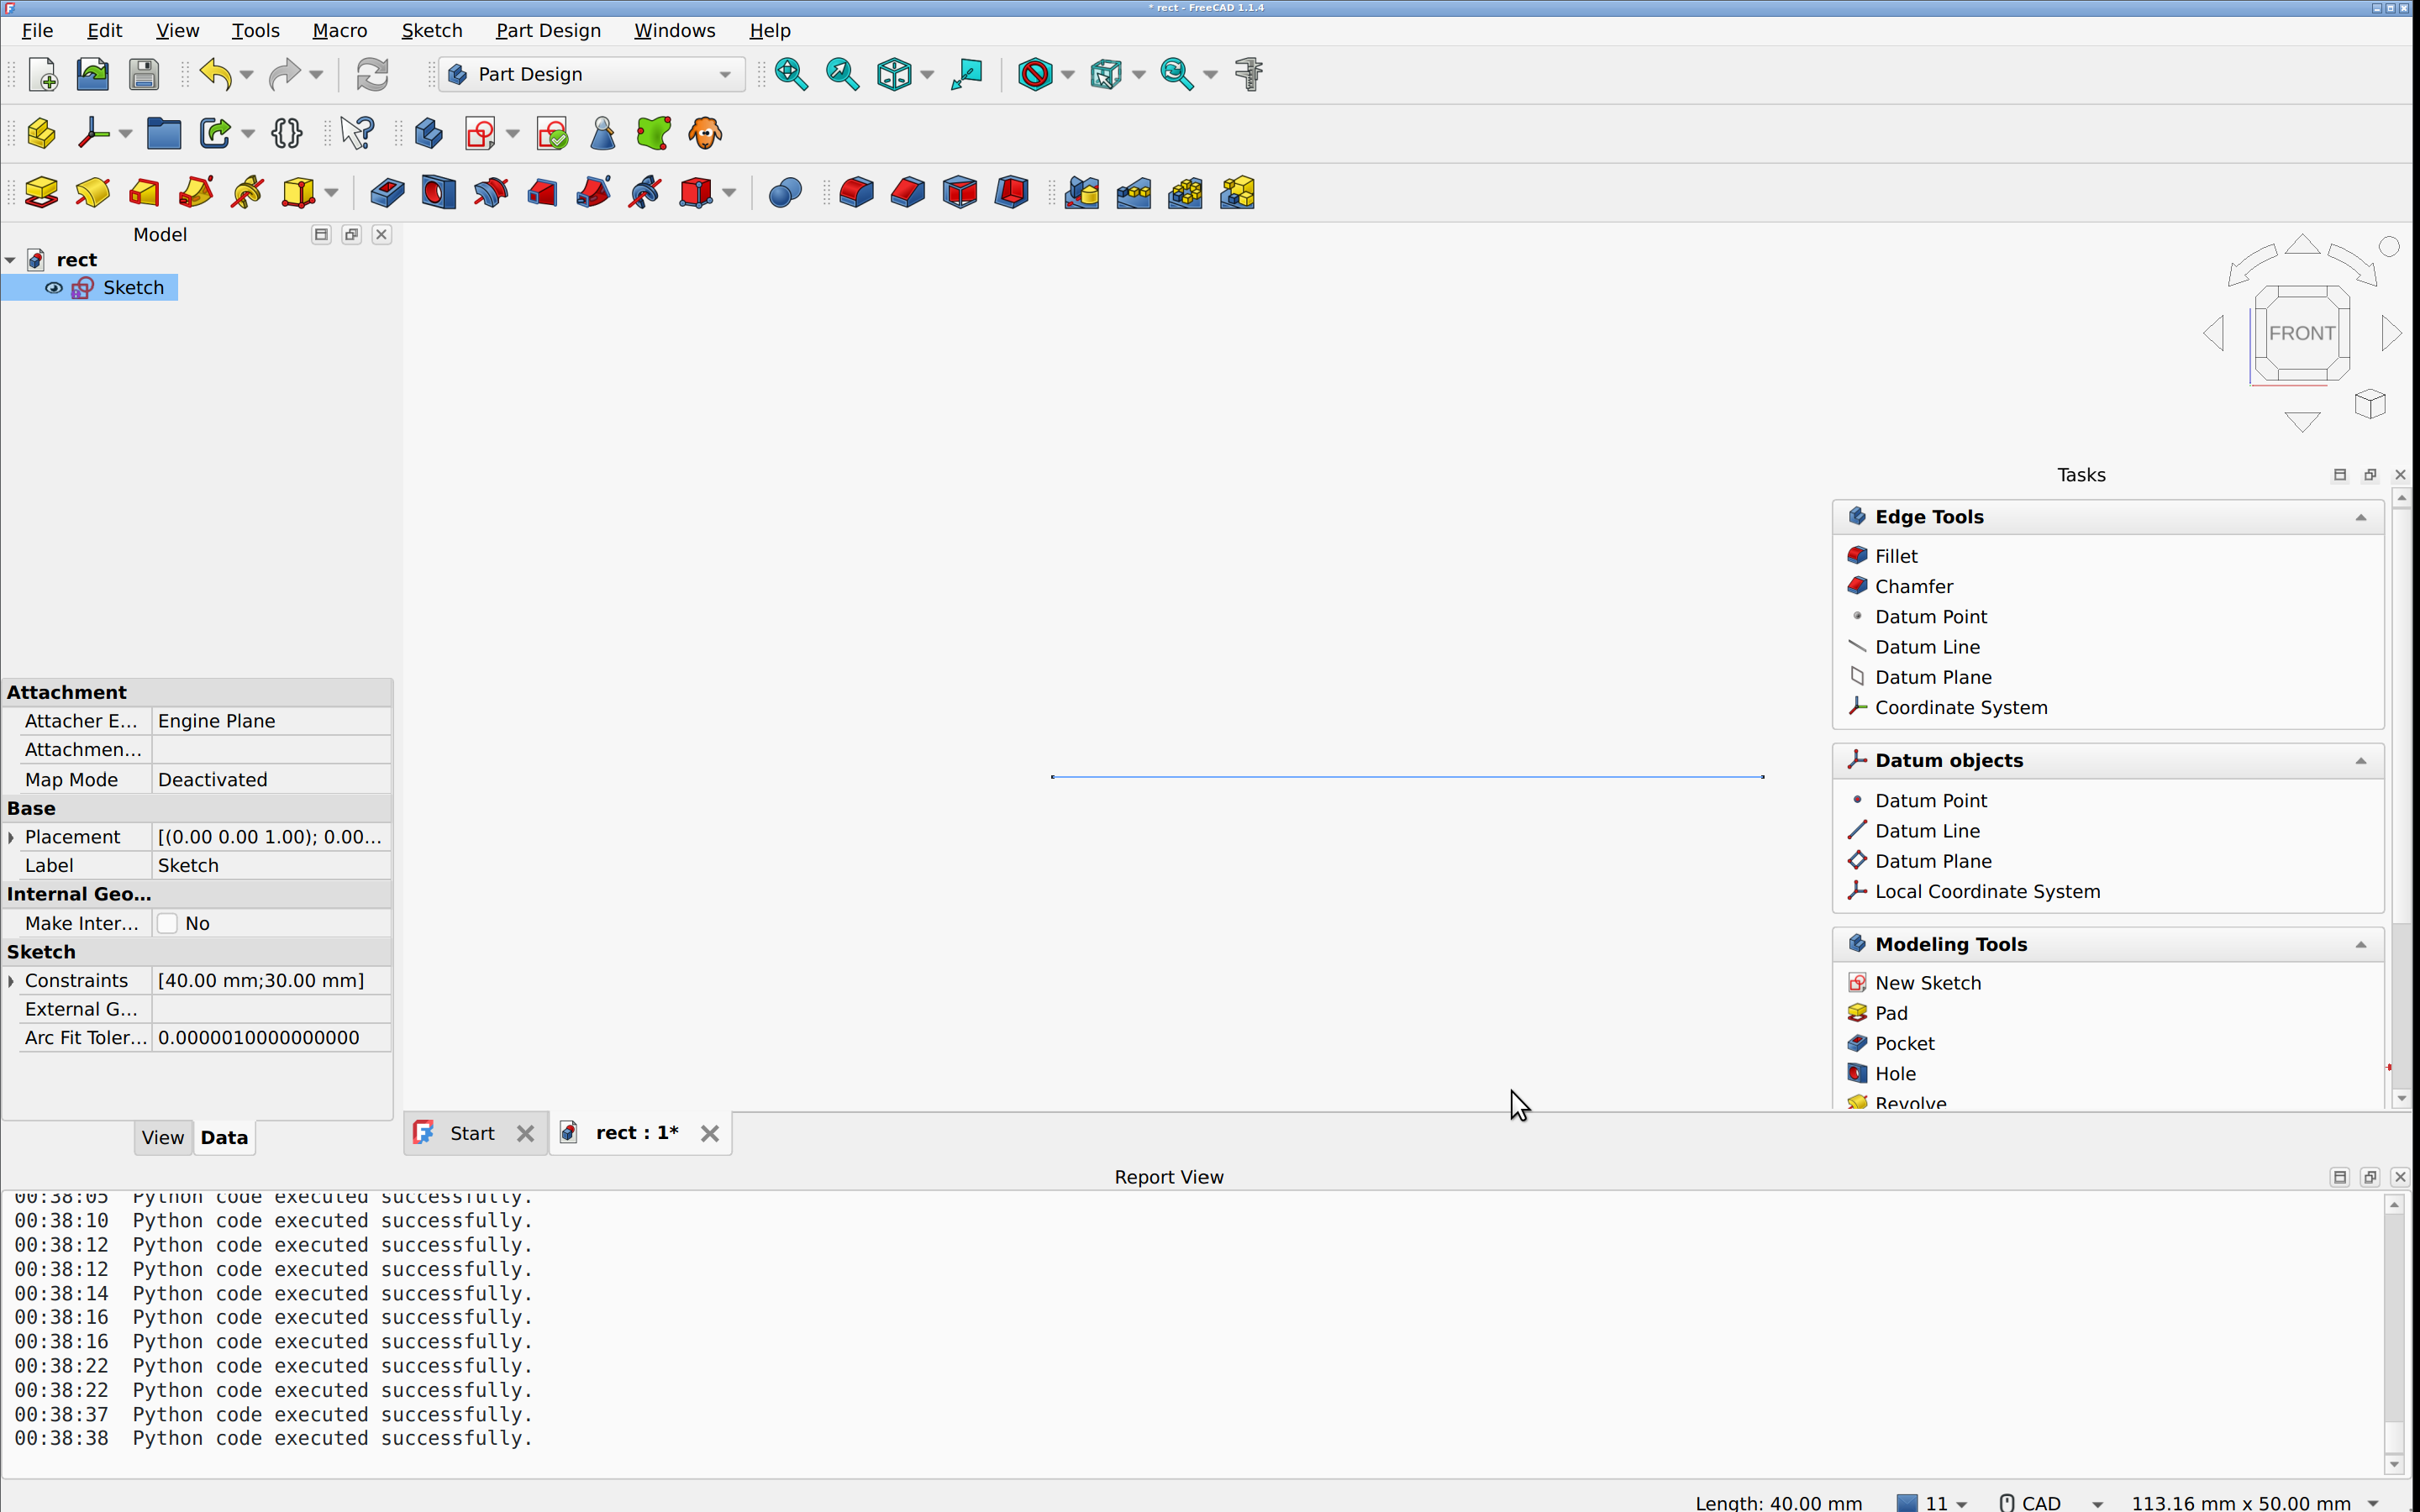 * rect - FreeCAD 1.1.4
File Edit View Tools Macro Sketch Part Design Windows Help
Part Design
Model
rect
Sketch
FRONT
Tasks
Edge Tools
Fillet
Chamfer
Datum Point
Datum Line
Datum Plane
Coordinate System
Datum objects
Datum Point
Datum Line
Datum Plane
Local Coordinate System
Modeling Tools
New Sketch
Pad
Pocket
Hole
Revolve
Attachment
Attacher E... Engine Plane
Attachmen...
Map Mode Deactivated
Base
Placement [(0.00 0.00 1.00); 0.00...
Label Sketch
Internal Geo...
Make Inter... No
Sketch
Constraints [40.00 mm;30.00 mm]
External G...
Arc Fit Toler... 0.0000010000000000
View Data
Start rect : 1*
Report View
00:38:05 Python code executed successfully.
00:38:10 Python code executed successfully.
00:38:12 Python code executed successfully.
00:38:12 Python code executed successfully.
00:38:14 Python code executed successfully.
00:38:16 Python code executed successfully.
00:38:16 Python code executed successfully.
00:38:22 Python code executed successfully.
00:38:22 Python code executed successfully.
00:38:37 Python code executed successfully.
00:38:38 Python code executed successfully.
Length: 40.00 mm 11 CAD 113.16 mm x 50.00 mm